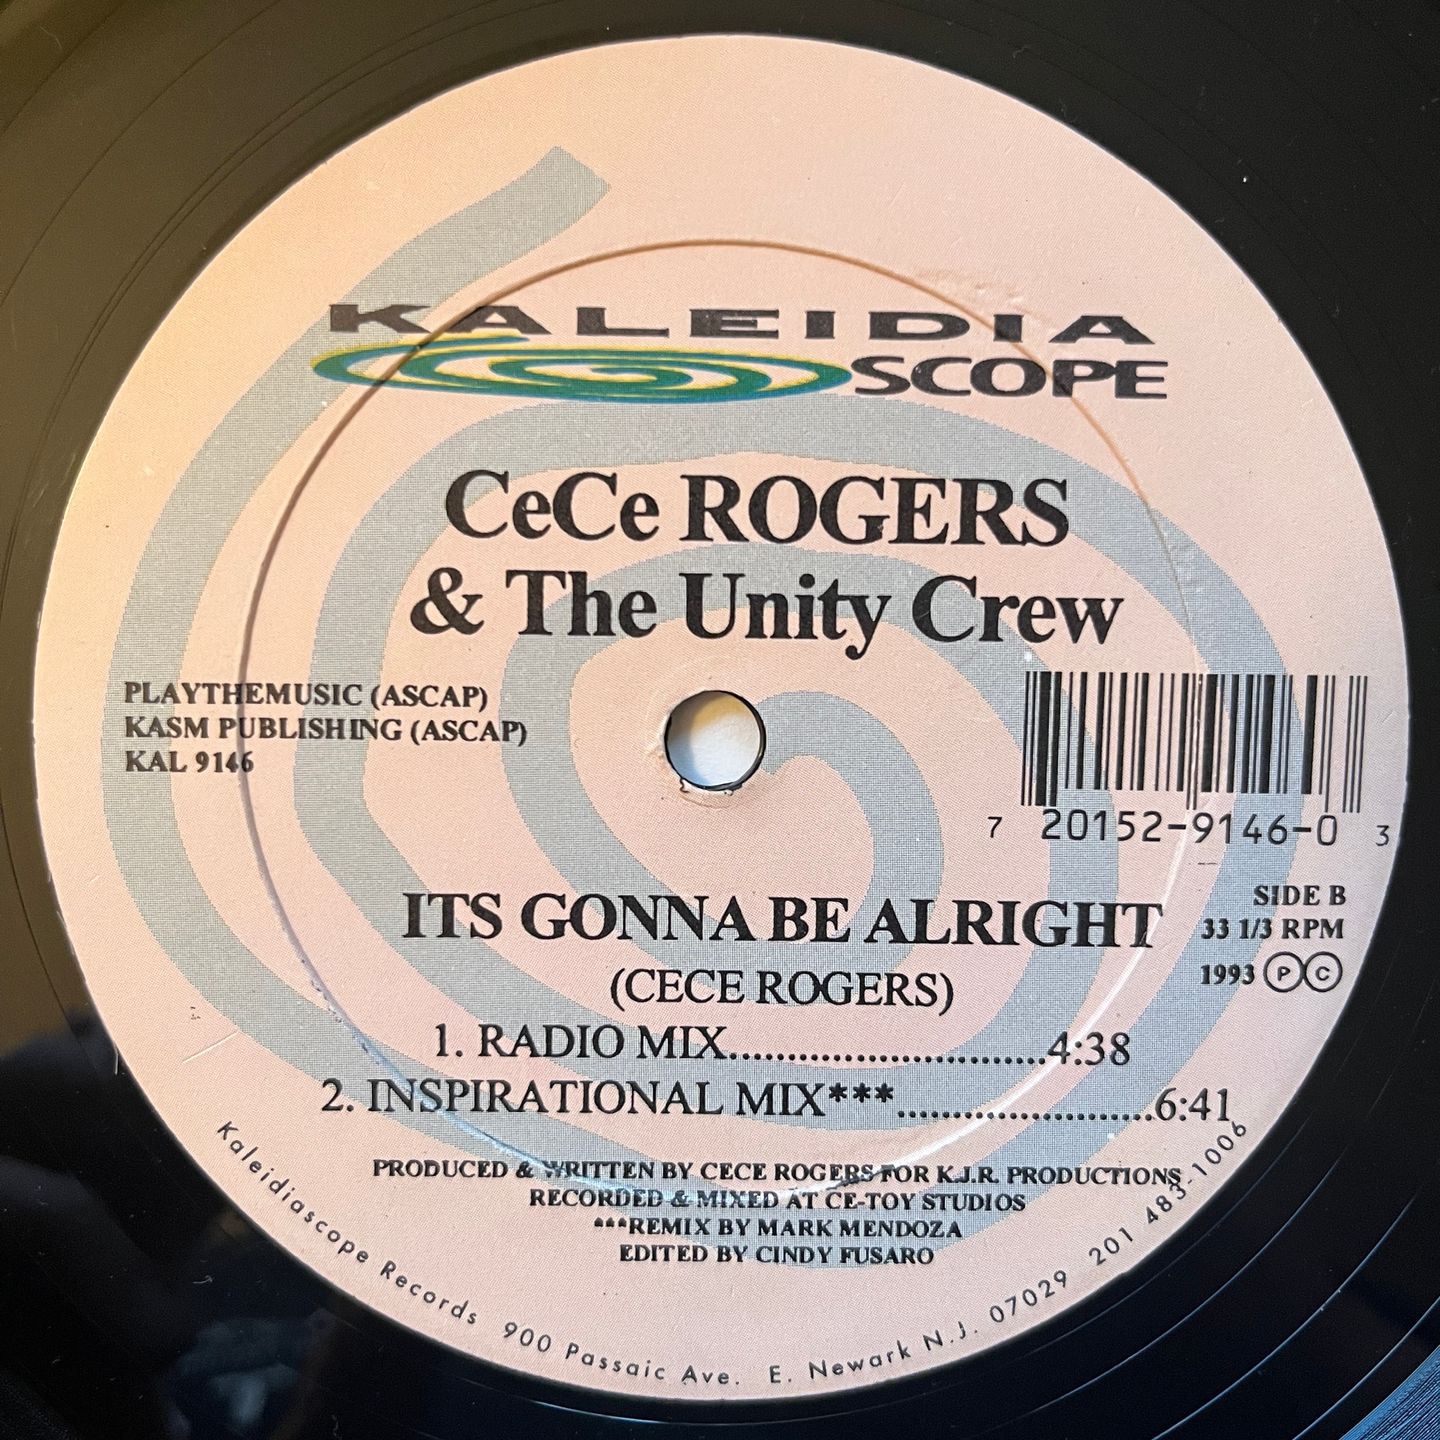 KALEIDIA
SCOPE
CeCe ROGERS
& The Unity Crew
PLAYTHEMUSIC (ASCAP)
KASM PUBLISHING (ASCAP)
KAL 9146
7 20152-9146-0 3
SIDE B
33 1/3 RPM
1993 Ⓟ©
ITS GONNA BE ALRIGHT
(CECE ROGERS)
1. RADIO MIX...........................4:38
2. INSPIRATIONAL MIX***.......................6:41
PRODUCED & WRITTEN BY CECE ROGERS FOR K.J.R. PRODUCTIONS
RECORDED & MIXED AT CE-TOY STUDIOS
***REMIX BY MARK MENDOZA
EDITED BY CINDY FUSARO
Kaleidiascope Records 900 Passaic Ave. E. Newark N.J. 07029 201 483-1006